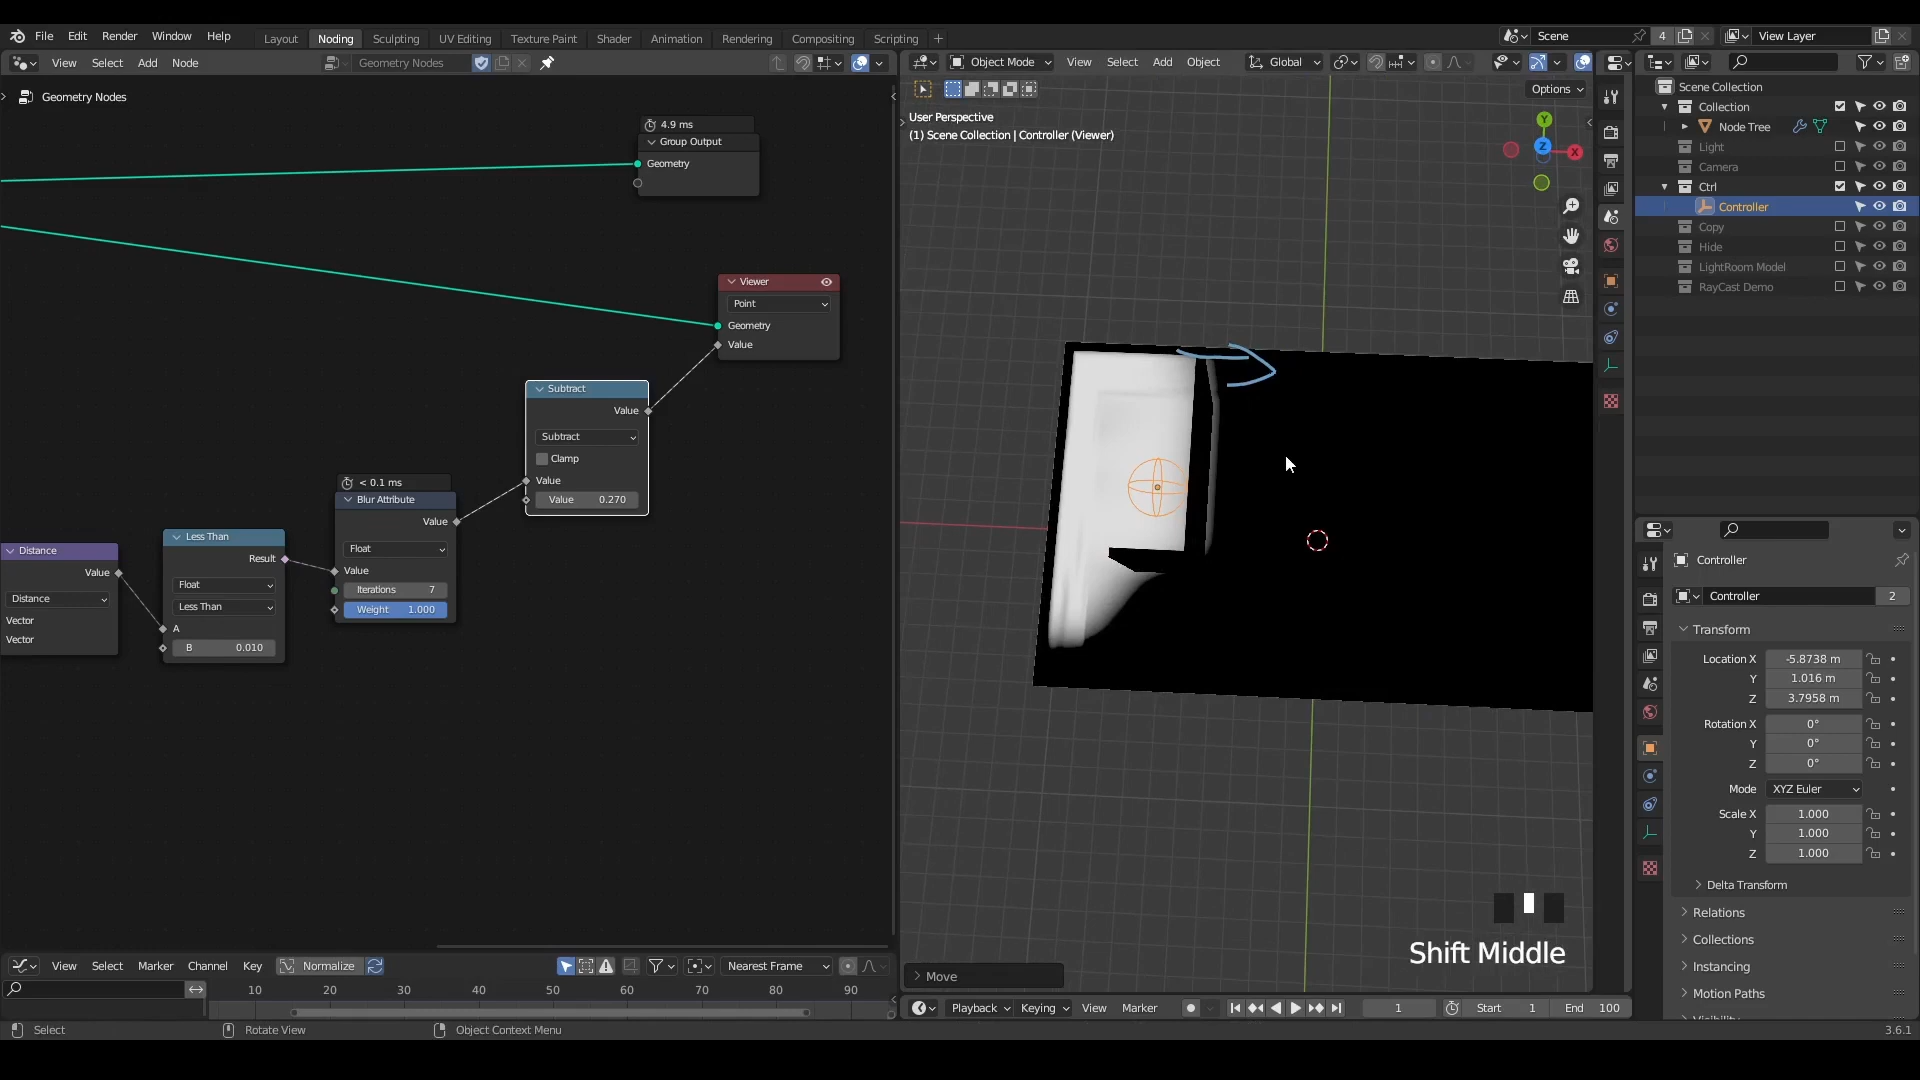 File Edit Render Window Help Layout Noding Sculpting UV Editing Texture Paint Shader Animation Rendering Compositing Scripting + Scene 4 View Layer
View Select Add Node Geometry Nodes
Object Mode View Select Add Object Global
Geometry Nodes
Options
User Perspective
(1) Scene Collection | Controller (Viewer)
4.9 ms
Group Output
Geometry
Viewer
Point
Geometry
Value
Subtract
Value
Subtract
Clamp
Value
Value 0.270
< 0.1 ms
Blur Attribute
Value
Float
Value
Iterations 7
Weight 1.000
Less Than
Result
Float
Less Than
A
B 0.010
Distance
Value
Distance
Vector
Vector
Y
Z
X
Shift Middle
Move
Scene Collection
Collection
Node Tree
Light
Camera
Ctrl
Controller
Copy
Hide
LightRoom Model
RayCast Demo
Controller
Controller 2
Transform
Location X -5.8738 m
Y 1.016 m
Z 3.7958 m
Rotation X 0°
Y 0°
Z 0°
Mode XYZ Euler
Scale X 1.000
Y 1.000
Z 1.000
Delta Transform
Relations
Collections
Instancing
Motion Paths
View Select Marker Channel Key Normalize Nearest Frame
10 20 30 40 50 60 70 80 90
Playback Keying View Marker 1 Start 1 End 100
Select Rotate View Object Context Menu 3.6.1